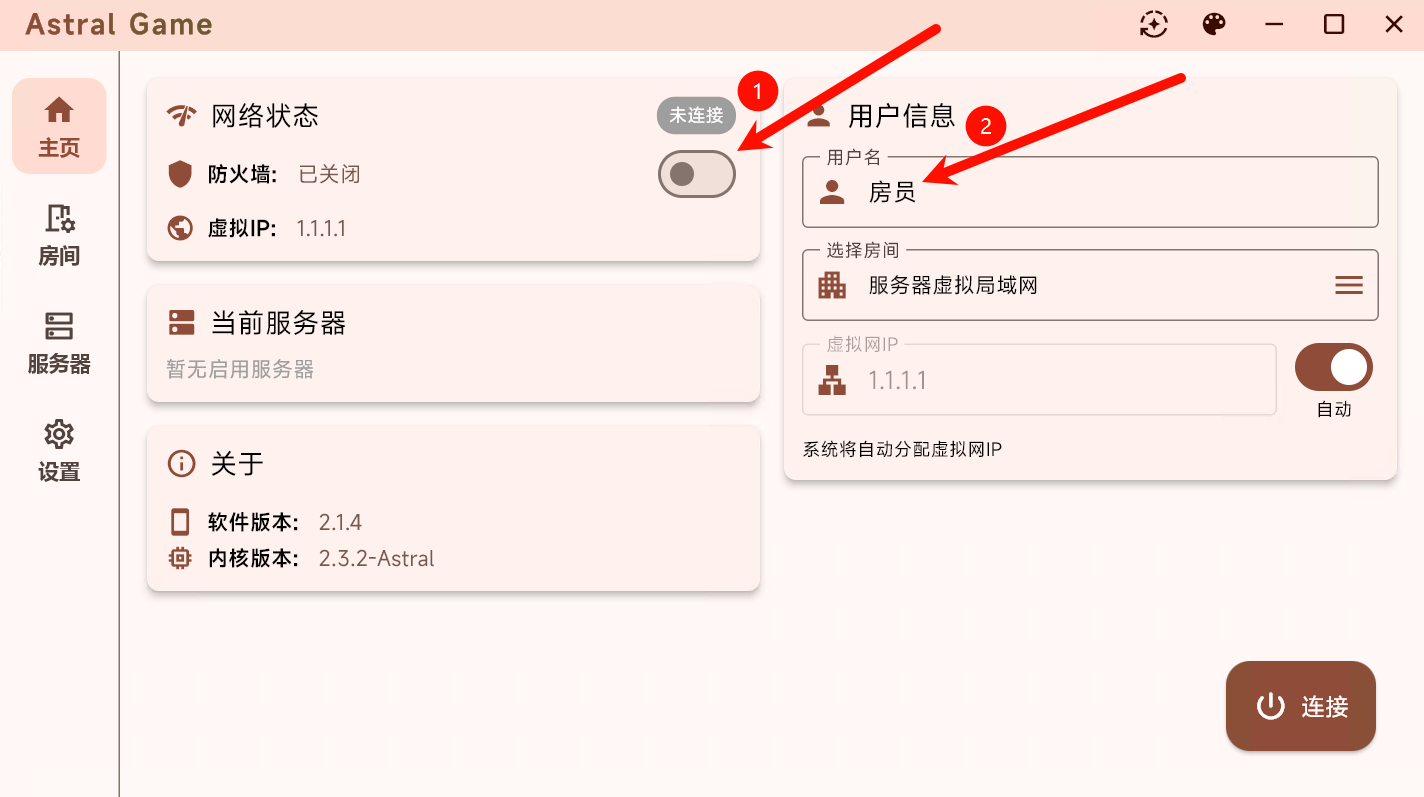 Astral Game
主页
房间
服务器
设置
网络状态
未连接
1
防火墙: 已关闭
虚拟IP: 1.1.1.1
当前服务器
暂无启用服务器
关于
软件版本: 2.1.4
内核版本: 2.3.2-Astral
用户信息
2
用户名
房员
选择房间
服务器虚拟局域网
虚拟网IP
1.1.1.1
自动
系统将自动分配虚拟网IP
连接